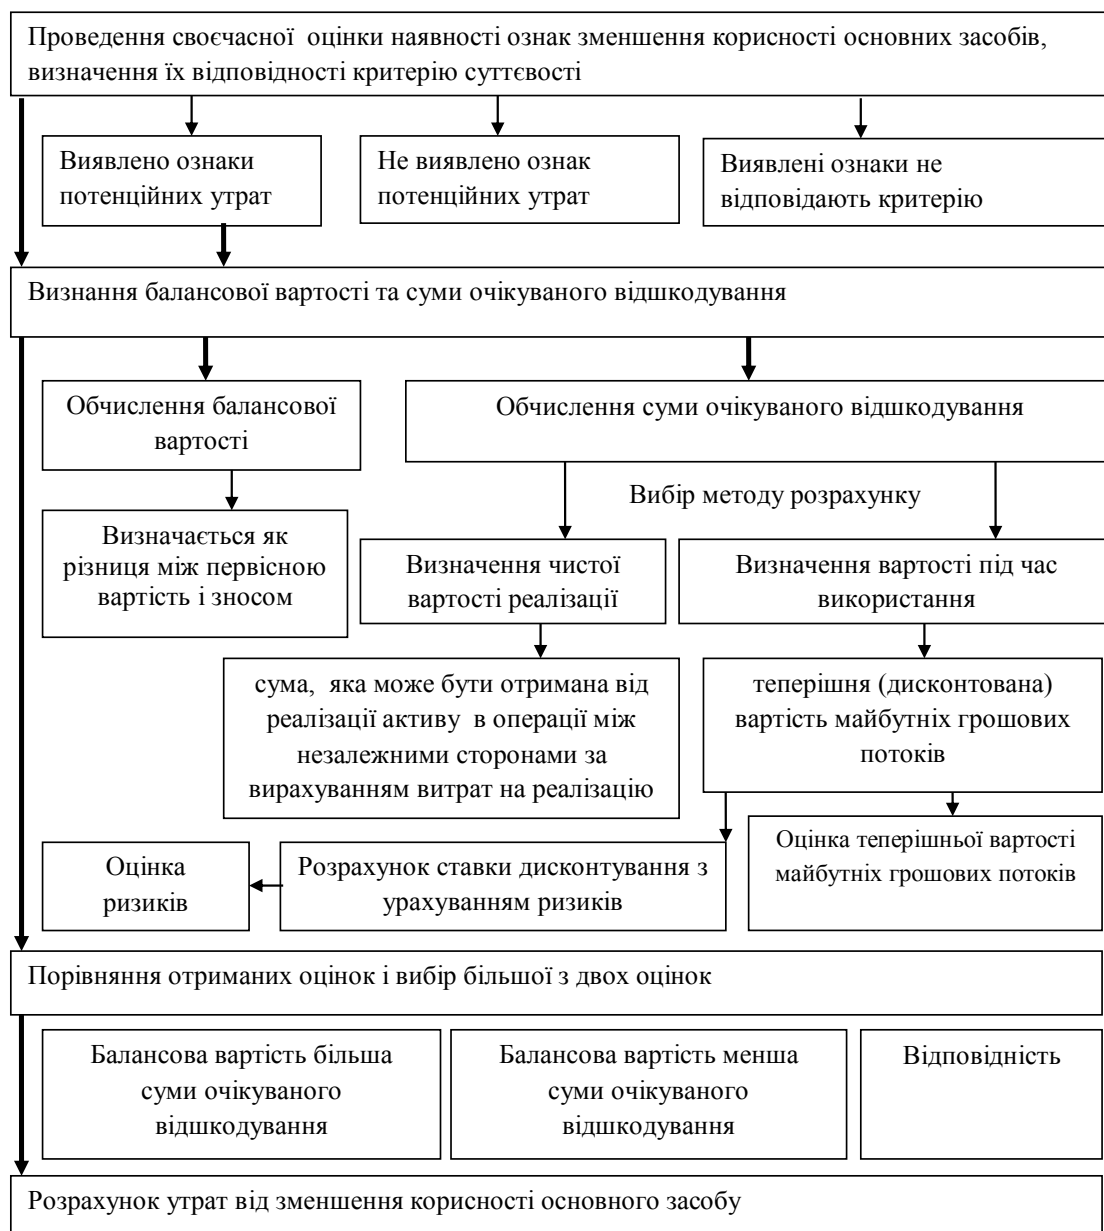 Проведення своєчасної оцінки наявності ознак зменшення корисності основних засобів,
визначення їх відповідності критерію суттєвості
Виявлено ознаки
потенційних утрат
Не виявлено ознак
потенційних утрат
Виявлені ознаки не
відповідають критерію
Визнання балансової вартості та суми очікуваного відшкодування
Обчислення балансової
вартості
Обчислення суми очікуваного відшкодування
Вибір методу розрахунку
Визначається як
різниця між первісною
вартість і зносом
Визначення чистої
вартості реалізації
Визначення вартості під час
використання
сума, яка може бути отримана від
реалізації активу в операції між
незалежними сторонами за
вирахуванням витрат на реалізацію
теперішня (дисконтована)
вартість майбутніх грошових
потоків
Оцінка
ризиків
Розрахунок ставки дисконтування з
урахуванням ризиків
Оцінка теперішньої вартості
майбутніх грошових потоків
Порівняння отриманих оцінок і вибір більшої з двох оцінок
Балансова вартість більша
суми очікуваного
відшкодування
Балансова вартість менша
суми очікуваного
відшкодування
Відповідність
Розрахунок утрат від зменшення корисності основного засобу